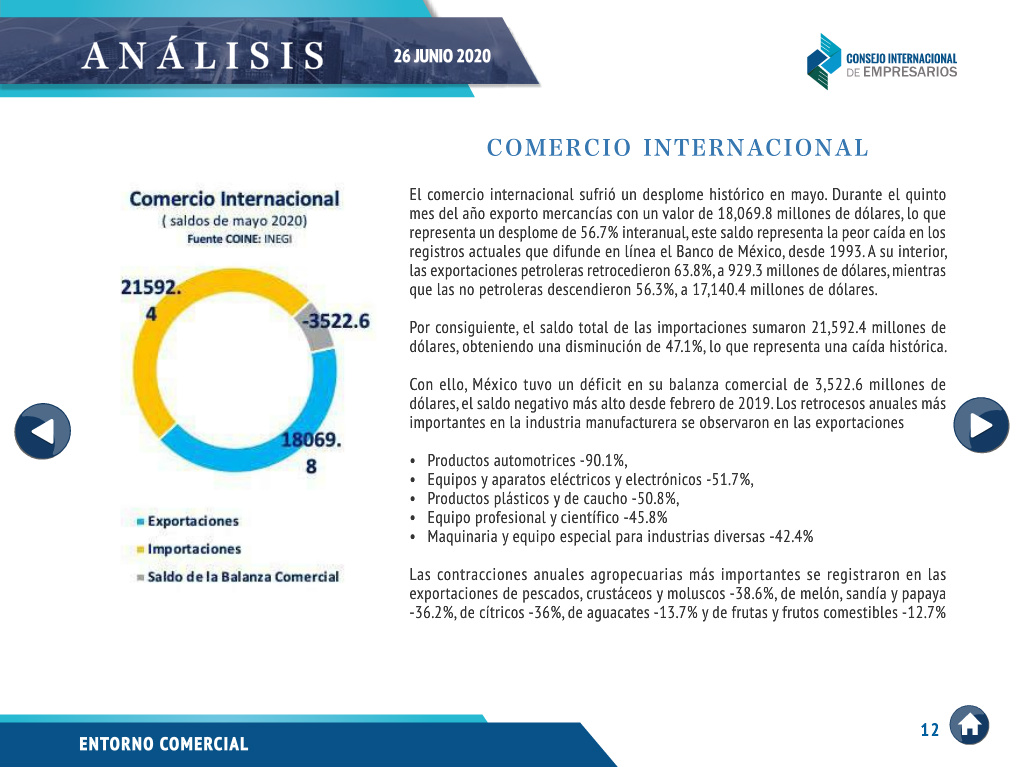 ANÁLISIS
26 JUNIO 2020
CONSEJO INTERNACIONAL
DE EMPRESARIOS
COMERCIO INTERNACIONAL
Comercio Internacional
( saldos de mayo 2020)
Fuente COINE: INEGI
21592.
4
-3522.6
18069.
8
Exportaciones
Importaciones
Saldo de la Balanza Comercial
El comercio internacional sufrió un desplome histórico en mayo. Durante el quinto
mes del año exporto mercancías con un valor de 18,069.8 millones de dólares, lo que
representa un desplome de 56.7% interanual, este saldo representa la peor caída en los
registros actuales que difunde en línea el Banco de México, desde 1993. A su interior,
las exportaciones petroleras retrocedieron 63.8%, a 929.3 millones de dólares, mientras
que las no petroleras descendieron 56.3%, a 17,140.4 millones de dólares.
Por consiguiente, el saldo total de las importaciones sumaron 21,592.4 millones de
dólares, obteniendo una disminución de 47.1%, lo que representa una caída histórica.
Con ello, México tuvo un déficit en su balanza comercial de 3,522.6 millones de
dólares, el saldo negativo más alto desde febrero de 2019. Los retrocesos anuales más
importantes en la industria manufacturera se observaron en las exportaciones
• Productos automotrices -90.1%,
• Equipos y aparatos eléctricos y electrónicos -51.7%,
• Productos plásticos y de caucho -50.8%,
• Equipo profesional y científico -45.8%
• Maquinaria y equipo especial para industrias diversas -42.4%
Las contracciones anuales agropecuarias más importantes se registraron en las
exportaciones de pescados, crustáceos y moluscos -38.6%, de melón, sandía y papaya
-36.2%, de cítricos -36%, de aguacates -13.7% y de frutas y frutos comestibles -12.7%
ENTORNO COMERCIAL
12